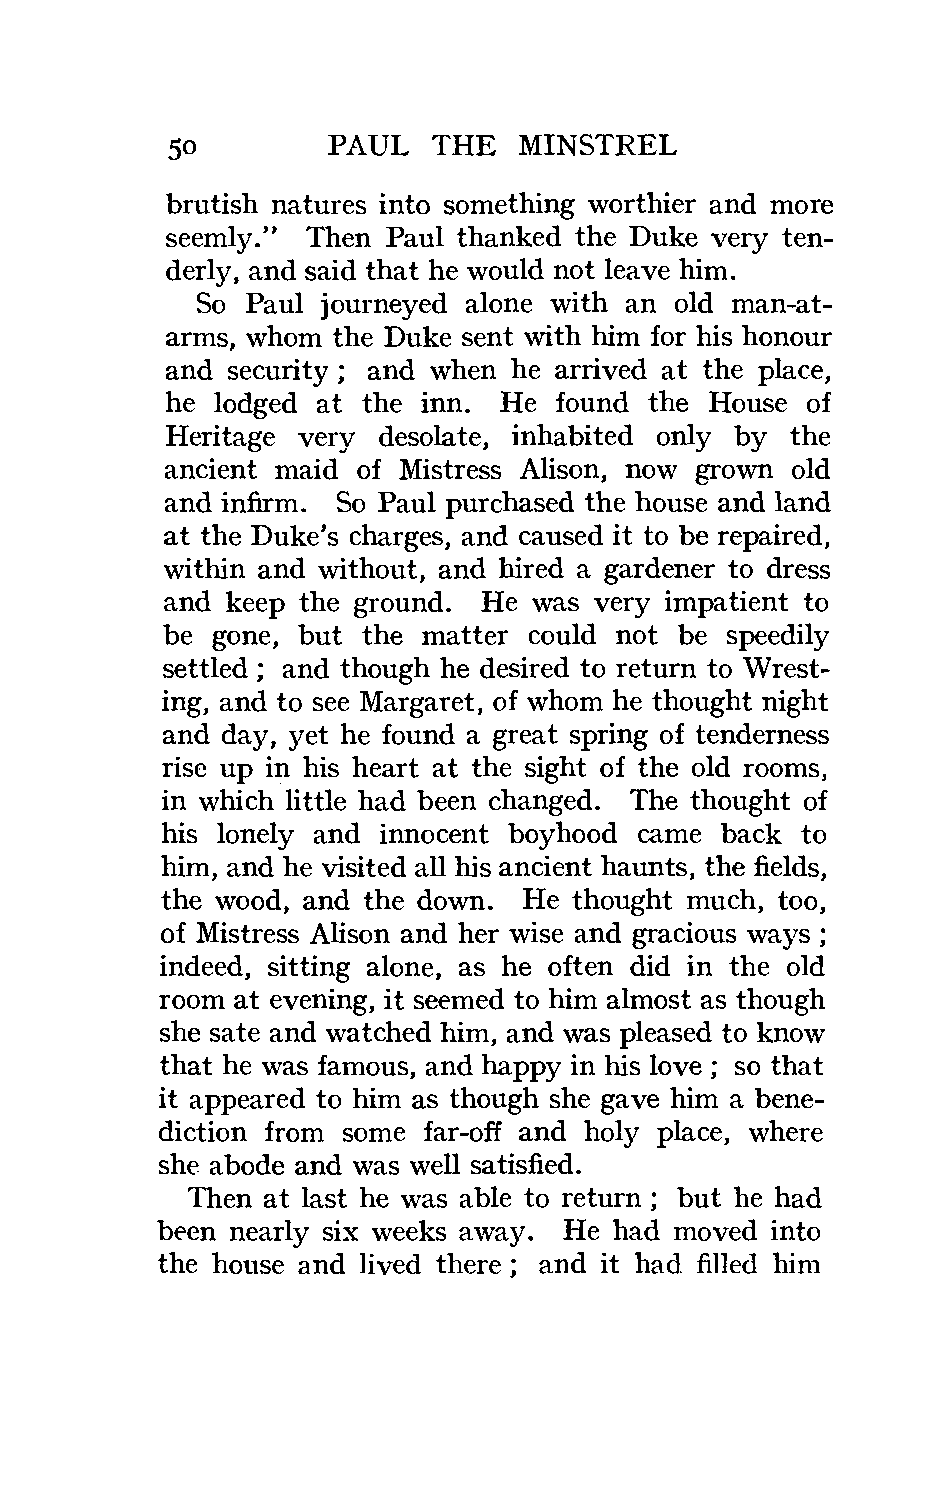 50 PAUL THE MINSTREL
brutish natures into something worthier and more
seemly." Then Paul thanked the Duke very ten-
derly, and said that he would not leave him.
So Paul journeyed alone with an old man-at-
arms, whom the Duke sent with him for his honour
and security ; and when he arrived at the place,
he lodged at the inn. He found the House of
Heritage very desolate, inhabited only by the
ancient maid of Mistress Alison, now grown old
and infirm. So Paul purchased the house and land
at the Duke's charges, and caused it to be repaired,
within and without, and hired a gardener to dress
and keep the ground. He was very impatient to
be gone, but the matter could not be speedily
settled ; and though he desired to return to Wrest-
ing, and to see Margaret, of whom he thought night
and day, yet he found a great spring of tenderness
rise up in his heart at the sight of the old rooms,
in which little had been changed. The thought of
his lonely and innocent boyhood came back to
him, and he visited all his ancient haunts, the fields,
the wood, and the down. He thought much, too,
of Mistress Alison and her wise and gracious ways ;
indeed, sitting alone, as he often did in the old
room at evening, it seemed to him almost as though
she sate and watched him, and was pleased to know
that he was famous, and happy in his love ; so that
it appeared to him as though she gave him a bene-
diction from some far-off and holy place, where
she abode and was well satisfied.
Then at last he was able to return ; but he had
been nearly six weeks away. He had moved into
the house and lived there ; and it had filled him